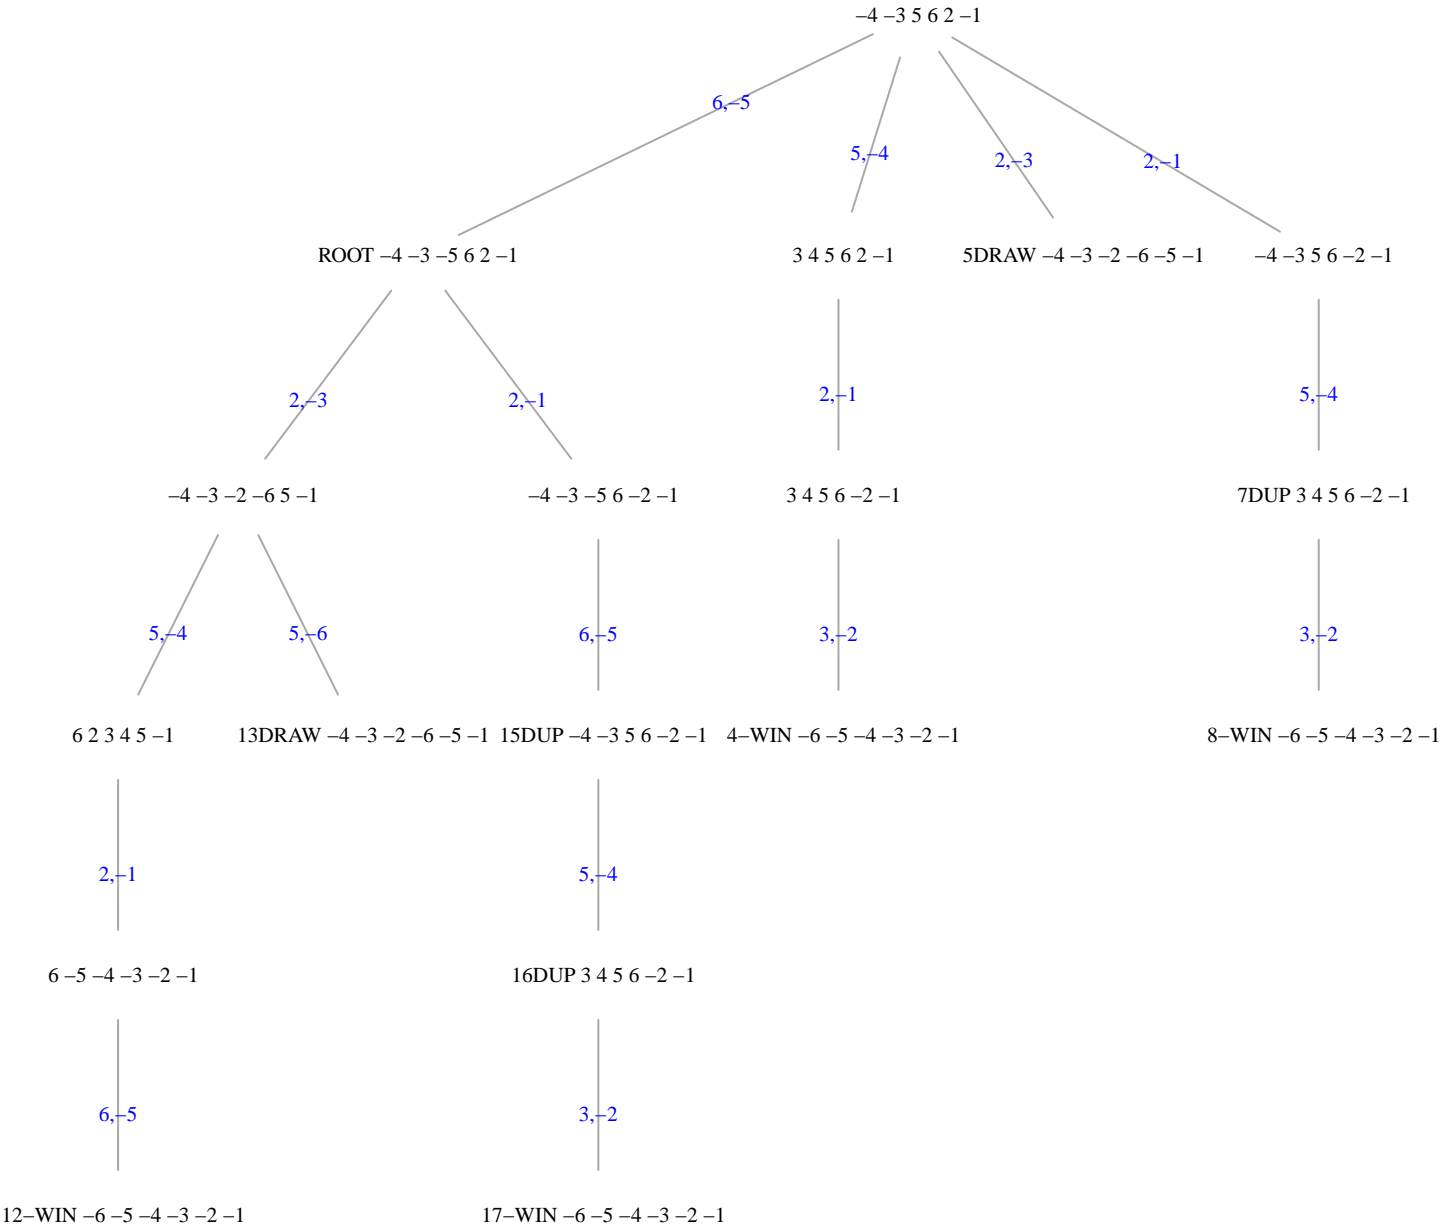 –4 –3 5 6 2 –1
6,–5
5,–4
2,–3
2,–1
ROOT –4 –3 –5 6 2 –1
3 4 5 6 2 –1
5DRAW –4 –3 –2 –6 –5 –1
–4 –3 5 6 –2 –1
2,–3
2,–1
2,–1
5,–4
–4 –3 –2 –6 5 –1
–4 –3 –5 6 –2 –1
3 4 5 6 –2 –1
7DUP 3 4 5 6 –2 –1
5,–4
5,–6
6,–5
3,–2
3,–2
6 2 3 4 5 –1
13DRAW –4 –3 –2 –6 –5 –1
15DUP –4 –3 5 6 –2 –1
4–WIN –6 –5 –4 –3 –2 –1
8–WIN –6 –5 –4 –3 –2 –1
2,–1
5,–4
6 –5 –4 –3 –2 –1
16DUP 3 4 5 6 –2 –1
6,–5
3,–2
12–WIN –6 –5 –4 –3 –2 –1
17–WIN –6 –5 –4 –3 –2 –1